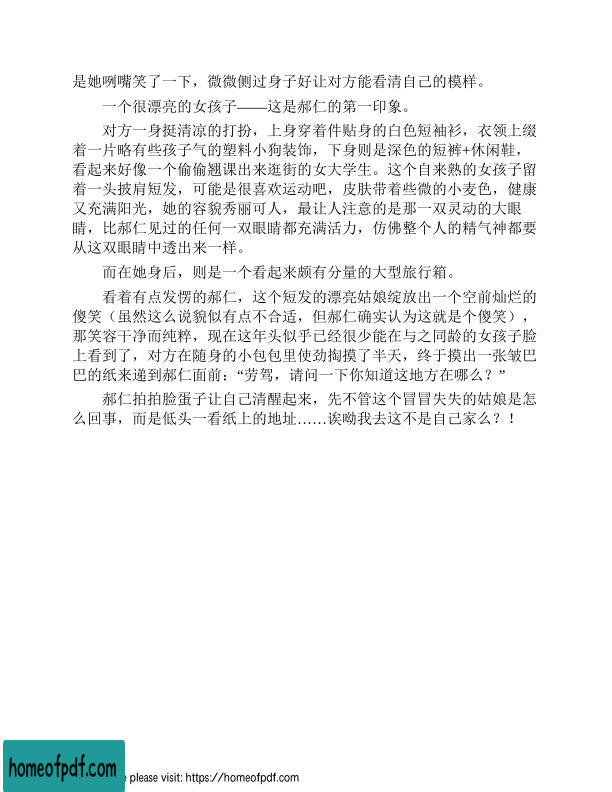 是她咧嘴笑了一下，微微侧过身子好让对方能看清自己的模样。
一个很漂亮的女孩子——这是郝仁的第一印象。
对方一身挺清凉的打扮，上身穿着件贴身的白色短袖衫，衣领上缀
着一片略有些孩子气的塑料小狗装饰，下身则是深色的短裤+休闲鞋，
看起来好像一个偷偷翘课出来逛街的女大学生。这个自来熟的女孩子留
着一头披肩短发，可能是很喜欢运动吧，皮肤带着些微的小麦色，健康
又充满阳光，她的容貌秀丽可人，最让人注意的是那一双灵动的大眼
睛，比郝仁见过的任何一双眼睛都充满活力，仿佛整个人的精气神都要
从这双眼睛中透出来一样。
而在她身后，则是一个看起来颇有分量的大型旅行箱。
看着有点发愣的郝仁，这个短发的漂亮姑娘绽放出一个空前灿烂的
傻笑（虽然这么说貌似有点不合适，但郝仁确实认为这就是个傻笑），
那笑容干净而纯粹，现在这年头似乎已经很少能在与之同龄的女孩子脸
上看到了，对方在随身的小包包里使劲掏摸了半天，终于摸出一张皱巴
巴的纸来递到郝仁面前：“劳驾，请问一下你知道这地方在哪么？”
郝仁拍拍脸蛋子让自己清醒起来，先不管这个冒冒失失的姑娘是怎
么回事，而是低头一看纸上的地址……诶呦我去这不是自己家么？！
homeofpdf.com
e please visit: https://homeofpdf.com